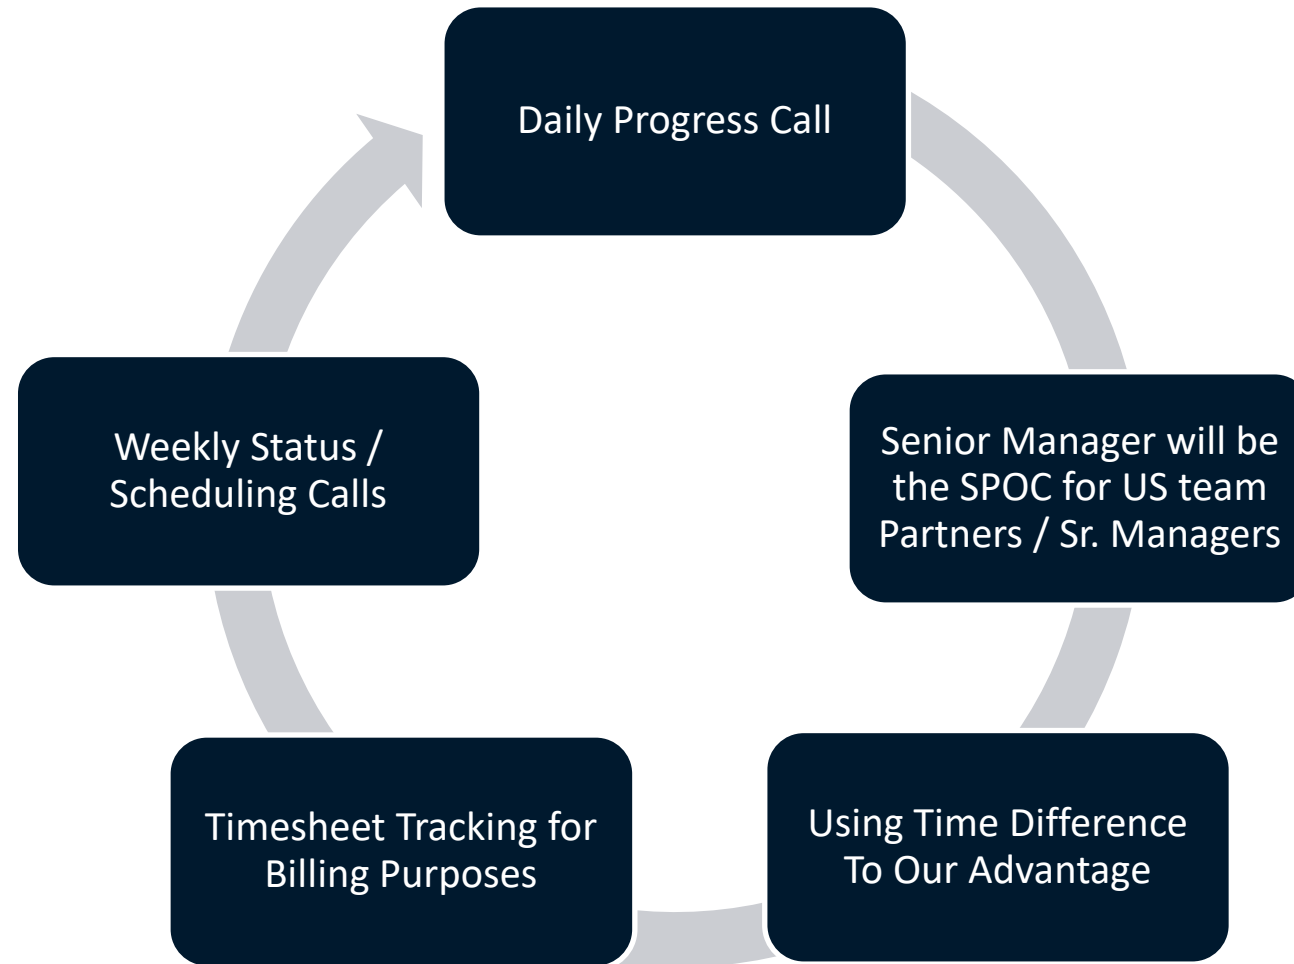 Daily Progress Call
Senior Manager will be
the SPOC for US team
Partners / Sr. Managers
Using Time Difference
To Our Advantage
Timesheet Tracking for
Billing Purposes
Weekly Status /
Scheduling Calls